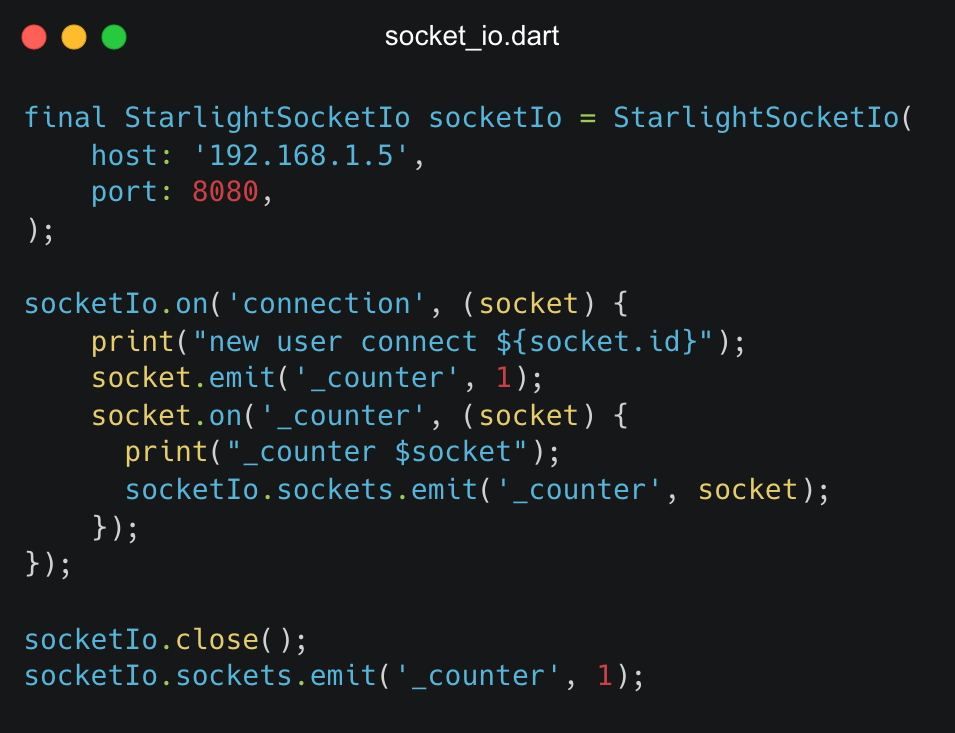 socket_io.dart
final StarlightSocketIo socketIo = StarlightSocketIo(
    host: '192.168.1.5',
    port: 8080,
);

socketIo.on('connection', (socket) {
    print("new user connect ${socket.id}");
    socket.emit('_counter', 1);
    socket.on('_counter', (socket) {
      print("_counter $socket");
      socketIo.sockets.emit('_counter', socket);
    });
});

socketIo.close();
socketIo.sockets.emit('_counter', 1);